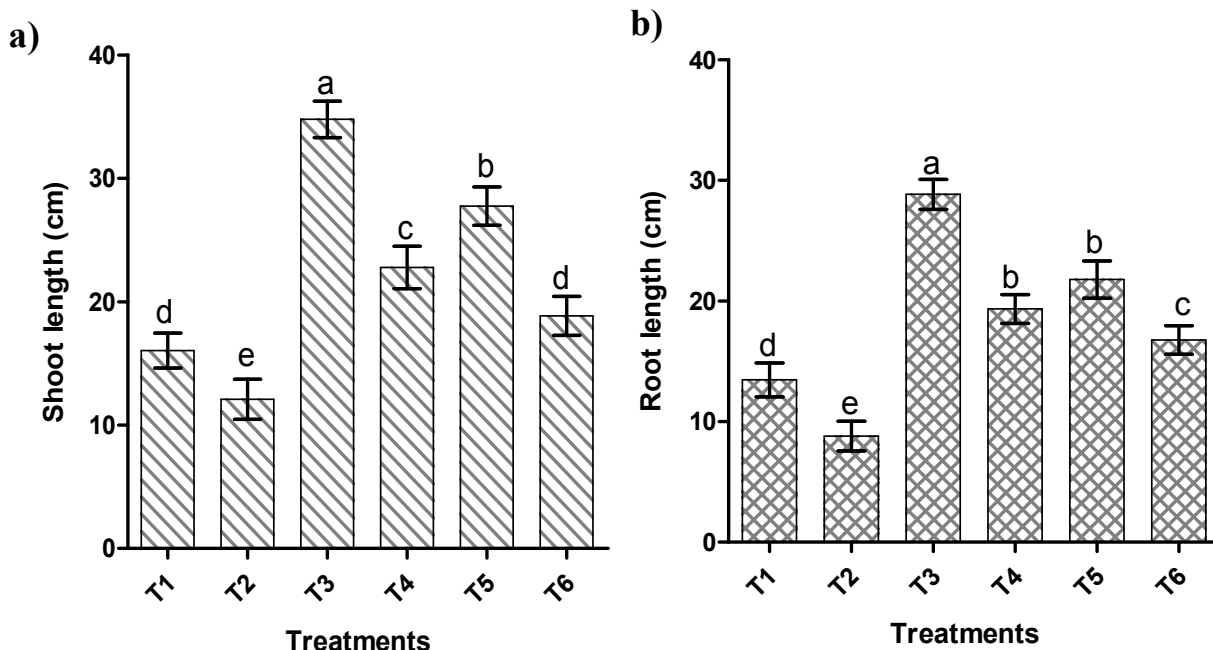 a)
Shoot length (cm)
40
30
20
10
0
d
e
a
c
b
d
T1
T2
T3
T4
T5
T6
Treatments
b)
Root length (cm)
40
30
20
10
0
d
e
a
b
b
c
T1
T2
T3
T4
T5
T6
Treatments